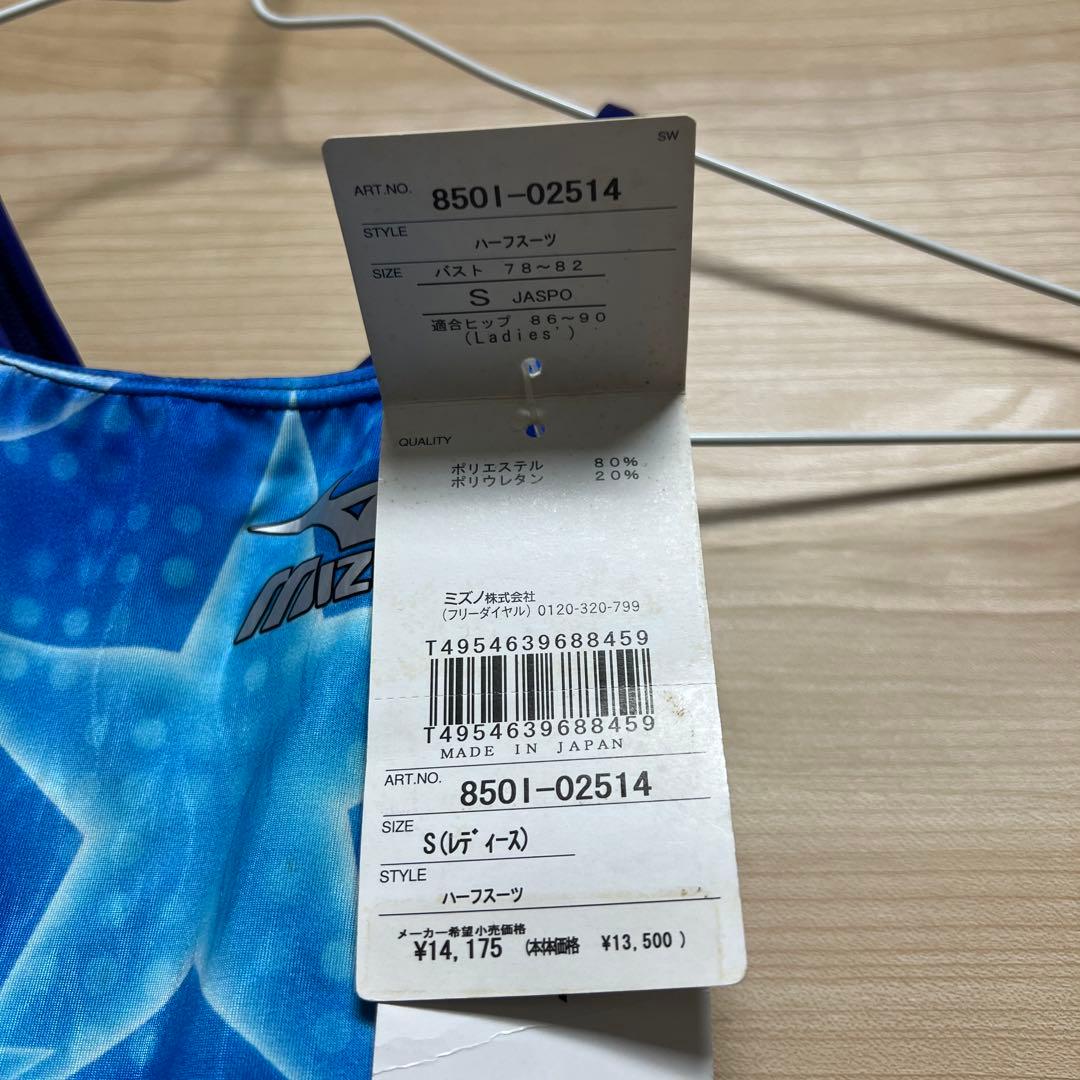 SW
ART.NO. 850I-02514
STYLE
ハーフスーツ
SIZE バスト 78～82
S JASPO
適合ヒップ 86～90
(Ladies')
QUALITY
ポリエステル 80%
ポリウレタン 20%
MIZ
ミズノ株式会社
(フリーダイヤル) 0120-320-799
T4954639688459
T4954639688459
MADE IN JAPAN
ART.NO. 850I-02514
SIZE
S(ﾚﾃﾞｨｰｽ)
STYLE
ハーフスーツ
メーカー希望小売価格
¥14,175 (本体価格 ¥13,500 )